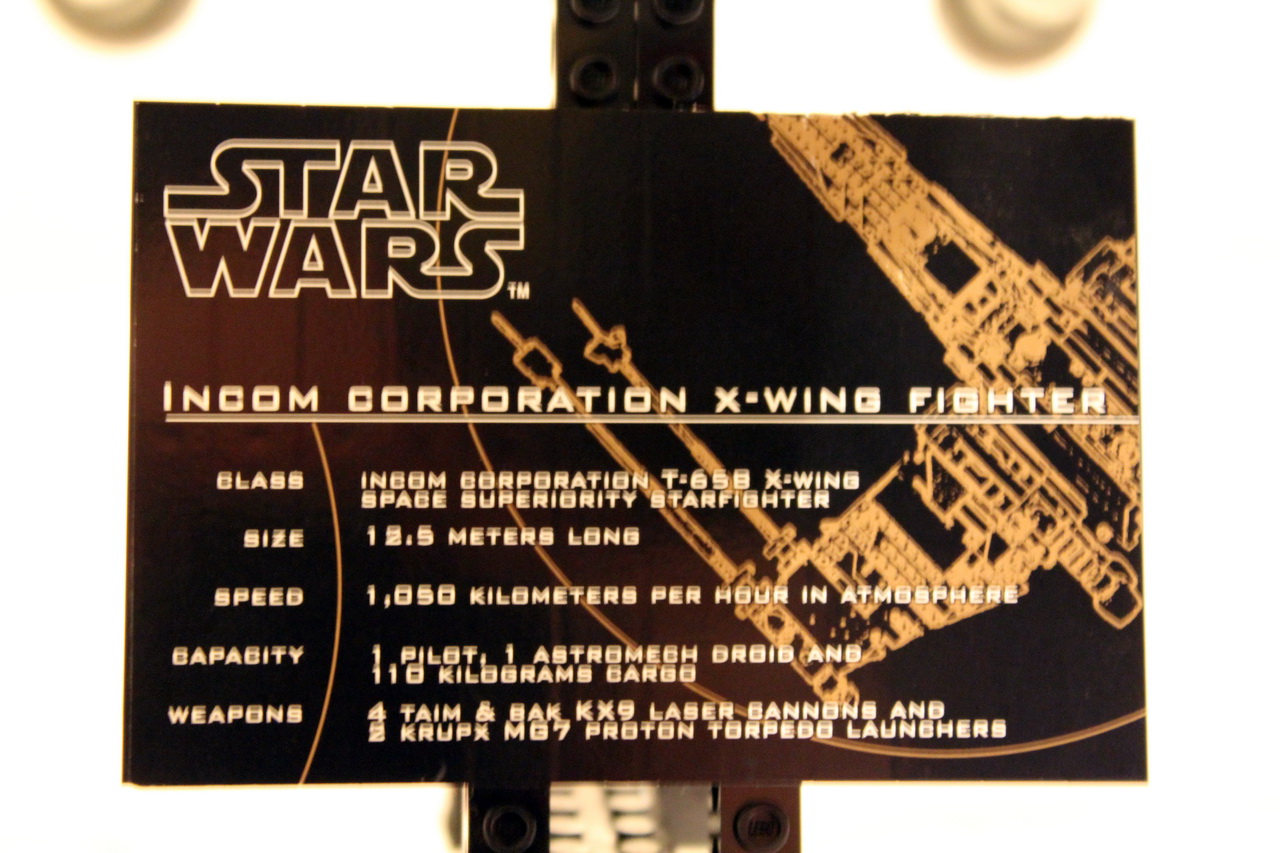 STAR
WARS™
INCOM CORPORATION X-WING FIGHTER
CLASS INCOM CORPORATION T-65B X-WING
SPACE SUPERIORITY STARFIGHTER
SIZE 12.5 METERS LONG
SPEED 1,050 KILOMETERS PER HOUR IN ATMOSPHERE
CAPACITY 1 PILOT, 1 ASTROMECH DROID AND
110 KILOGRAMS CARGO
WEAPONS 4 TAIM & BAK KX9 LASER CANNONS AND
2 KRUPX MG7 PROTON TORPEDO LAUNCHERS
LEGO